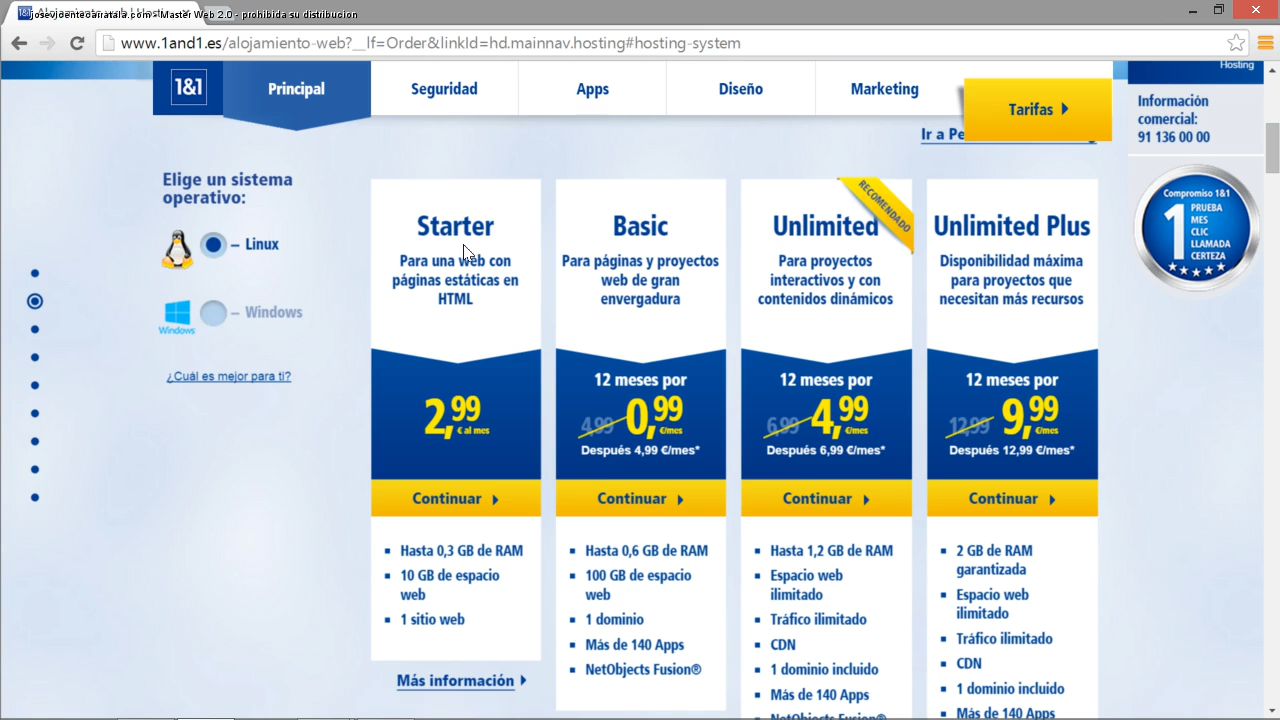 josevicenteocarratala.com - Master Web 2.0 - prohibida su distribucion
www.1and1.es/alojamiento-web?__lf=Order&linkId=hd.mainnav.hosting#hosting-system
1&1
Principal
Seguridad
Apps
Diseño
Marketing
Tarifas
Ir a Pe
Hosting
Información
comercial:
91 136 00 00
Compromiso 1&1
1
PRUEBA
MES
CLIC
LLAMADA
CERTEZA
Elige un sistema
operativo:
– Linux
Windows
– Windows
¿Cuál es mejor para ti?
Starter
Para una web con
páginas estáticas en
HTML
2,99
€ al mes
Continuar
Hasta 0,3 GB de RAM
10 GB de espacio
web
1 sitio web
Más información
Basic
Para páginas y proyectos
web de gran
envergadura
12 meses por
4,99 0,99
€/mes
Después 4,99 €/mes*
Continuar
Hasta 0,6 GB de RAM
100 GB de espacio
web
1 dominio
Más de 140 Apps
NetObjects Fusion®
RECOMENDADO
Unlimited
Para proyectos
interactivos y con
contenidos dinámicos
12 meses por
6,99 4,99
€/mes
Después 6,99 €/mes*
Continuar
Hasta 1,2 GB de RAM
Espacio web
ilimitado
Tráfico ilimitado
CDN
1 dominio incluido
Más de 140 Apps
NetObjects Fusion®
Unlimited Plus
Disponibilidad máxima
para proyectos que
necesitan más recursos
12 meses por
12,99 9,99
€/mes
Después 12,99 €/mes*
Continuar
2 GB de RAM
garantizada
Espacio web
ilimitado
Tráfico ilimitado
CDN
1 dominio incluido
Más de 140 Apps